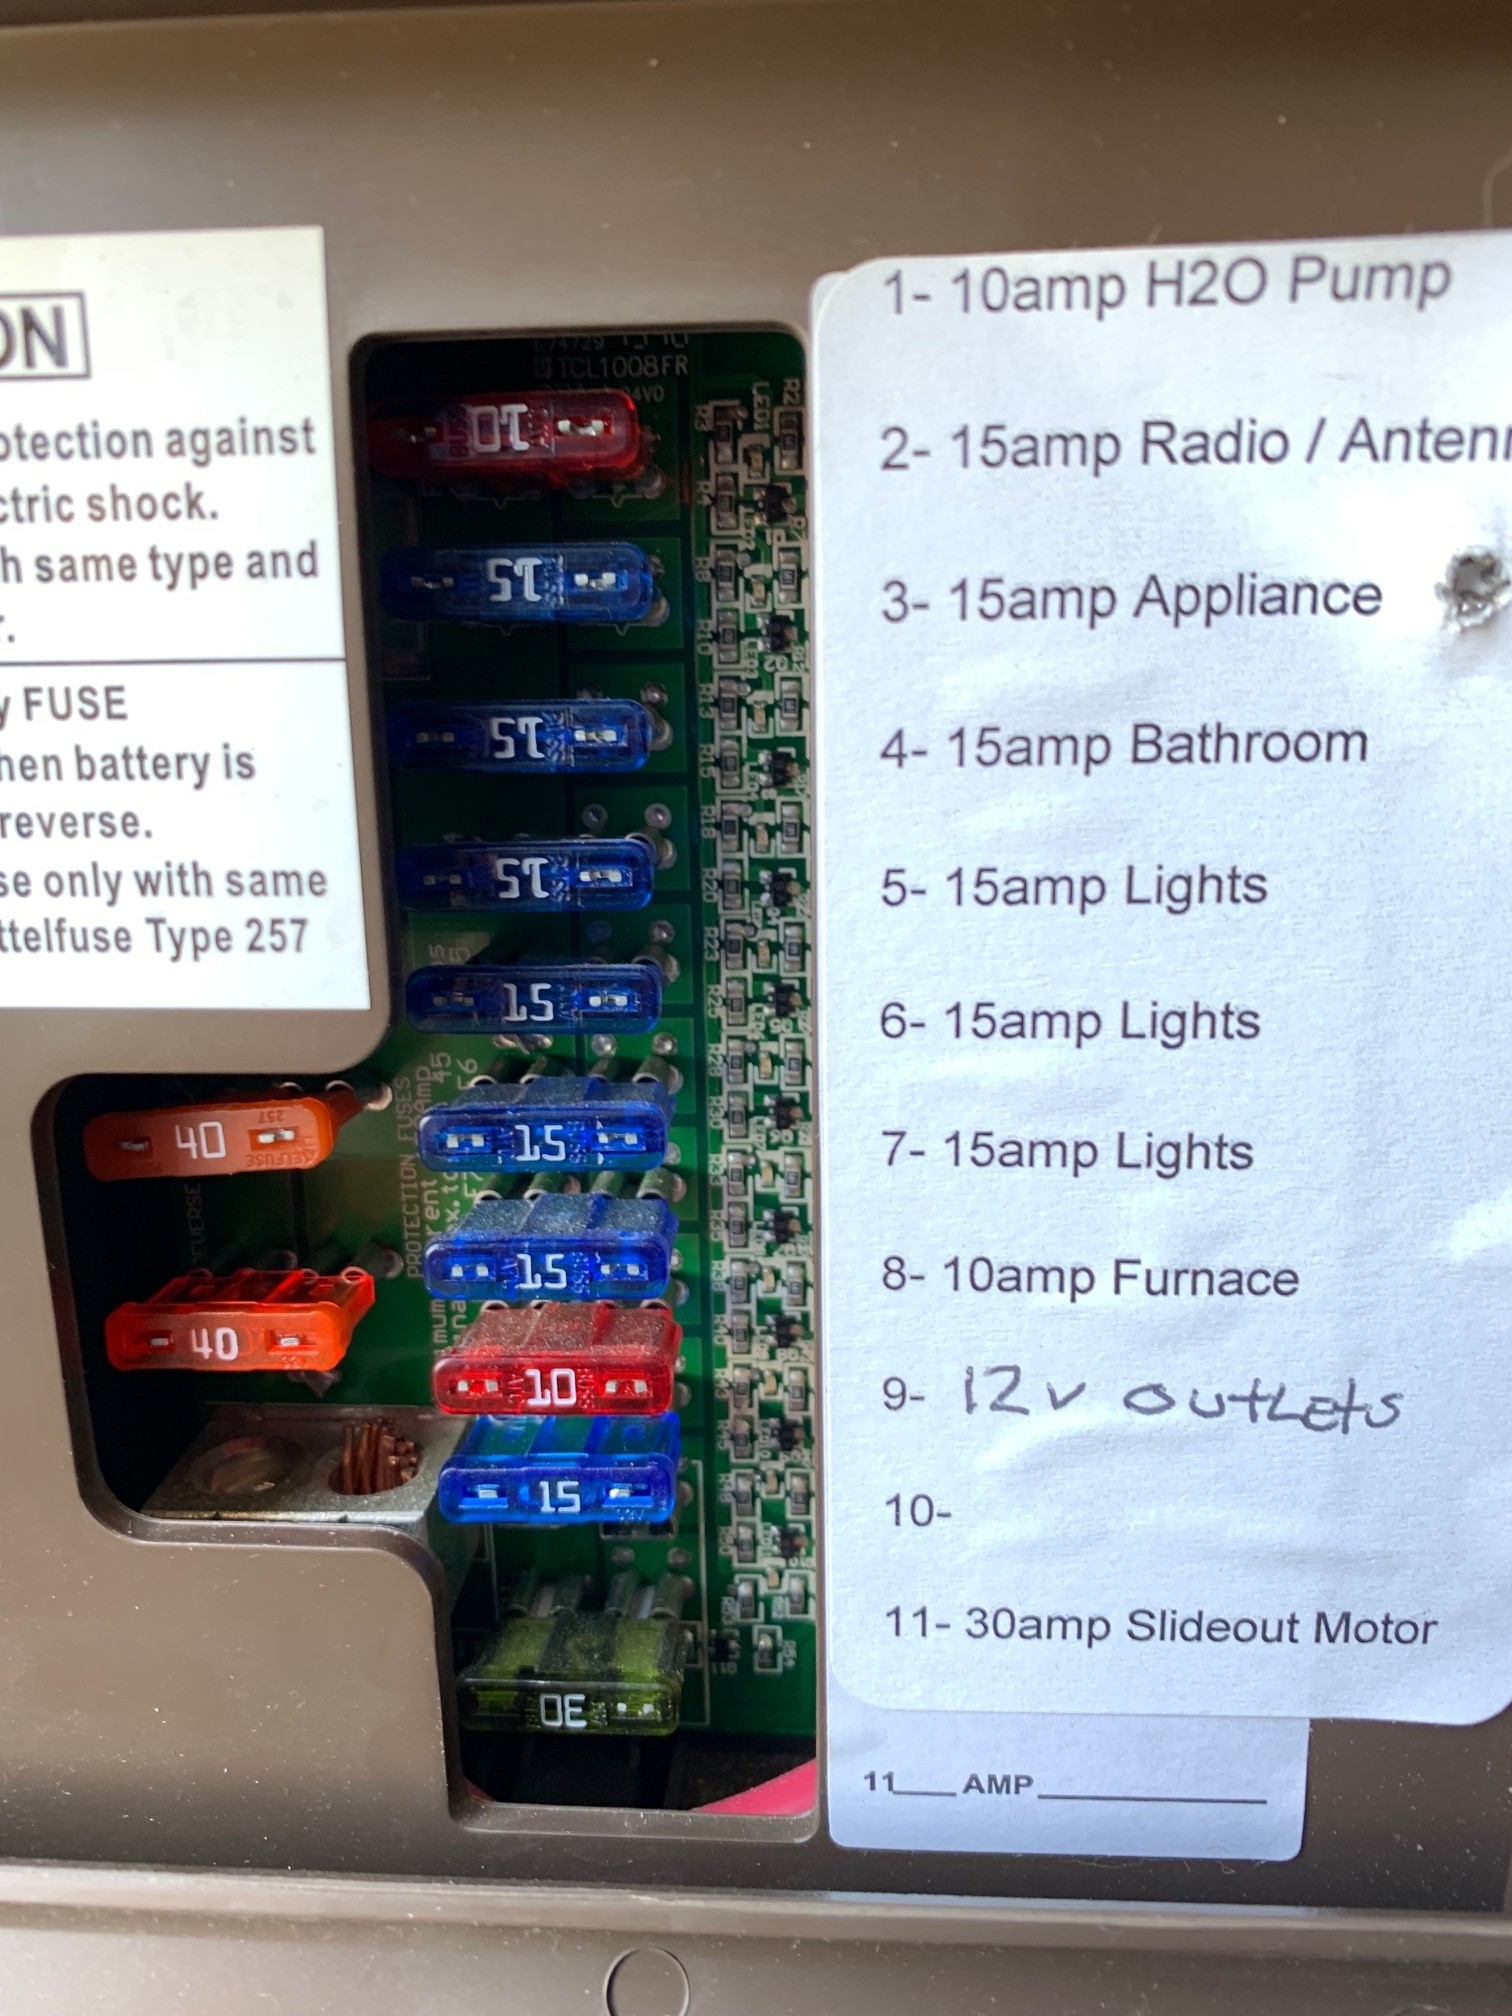 ON
otection against
ctric shock.
h same type and
r.
y FUSE
hen battery is
reverse.
se only with same
ttelfuse Type 257
TCL1008FR
10
15
15
15
15
15
15
10
15
30
40
257
40
PROTECTION FUSES
1- 10amp H2O Pump
2- 15amp Radio / Antenn
3- 15amp Appliance
4- 15amp Bathroom
5- 15amp Lights
6- 15amp Lights
7- 15amp Lights
8- 10amp Furnace
9- 12v outlets
10-
11- 30amp Slideout Motor
11___ AMP___________